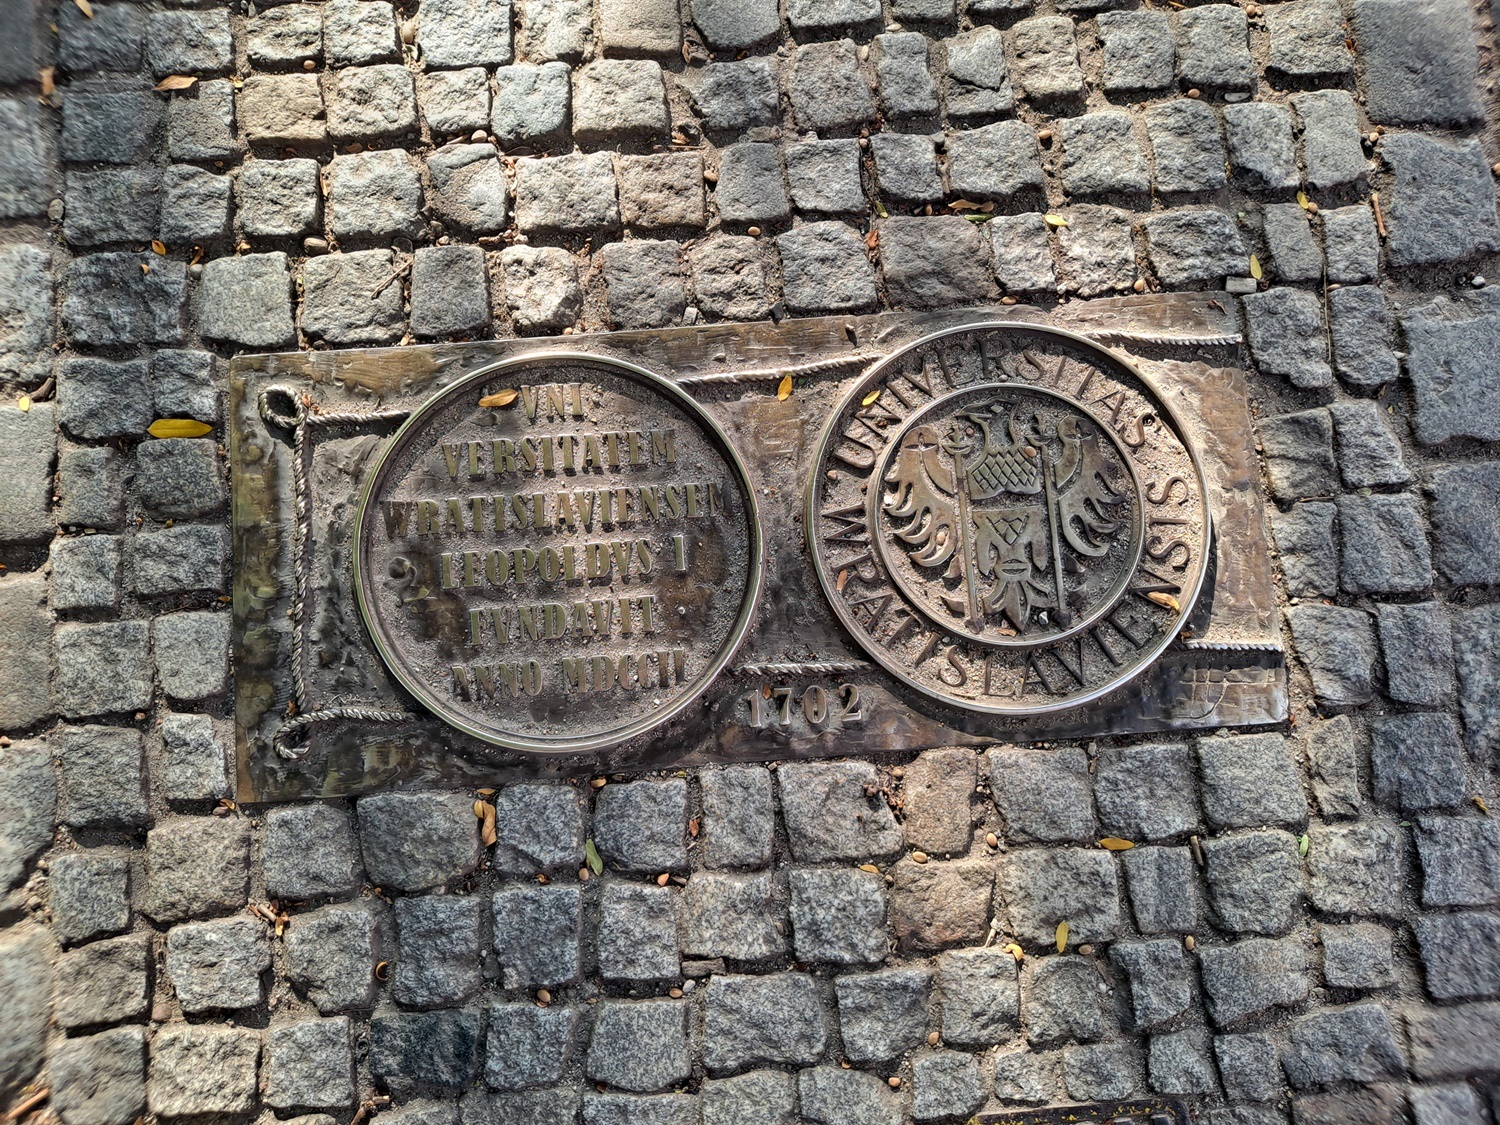 VNI
VERSITATEM
WRATISLAVIENSEM
LEOPOLDVS I
FVNDAVIT
ANNO MDCCII
UNIVERSITAS WRATISLAVIENSIS
1702